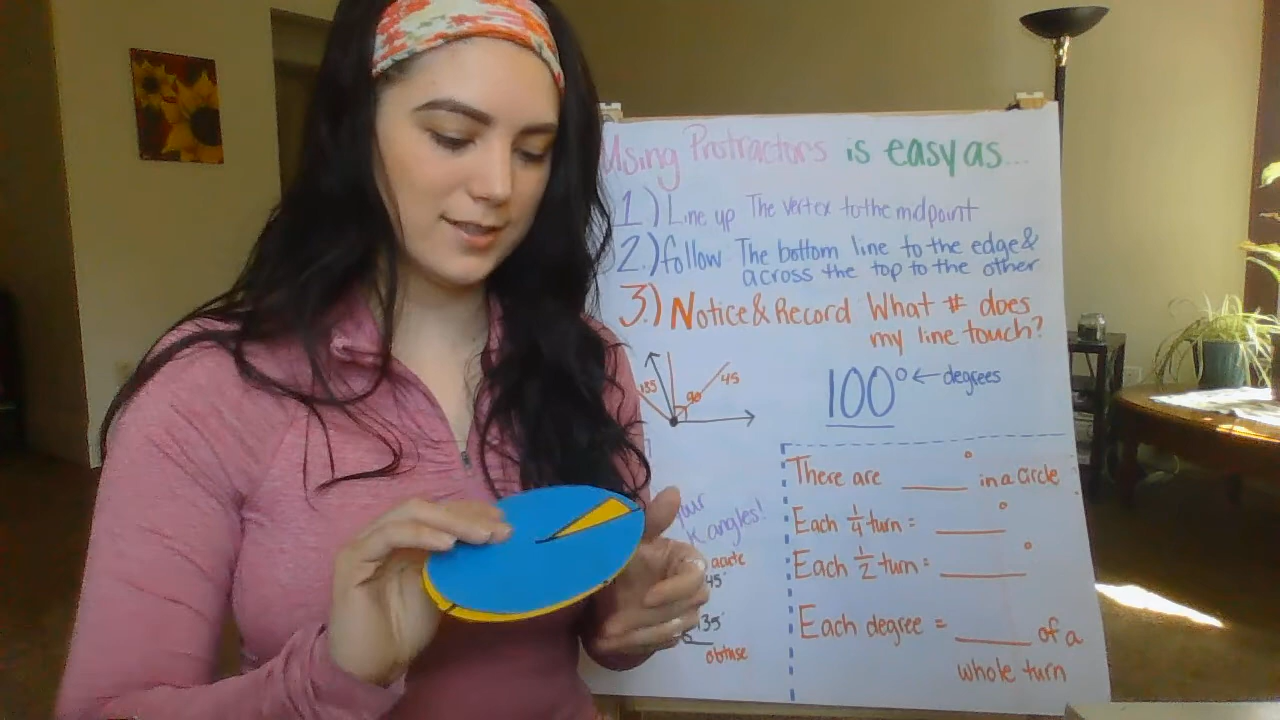 Using Protractors is easy as...
1.) Line up The vertex to the midpoint
2.) follow The bottom line to the edge &
across the top to the other
3.) Notice & Record What # does
my line touch?
135 90 45
100° ← degrees
your
angles!
acute
45°
135°
obtuse
There are ____° in a circle
Each 1/4 turn = ____°
Each 1/2 turn = ____°
Each degree = ____ of a
whole turn